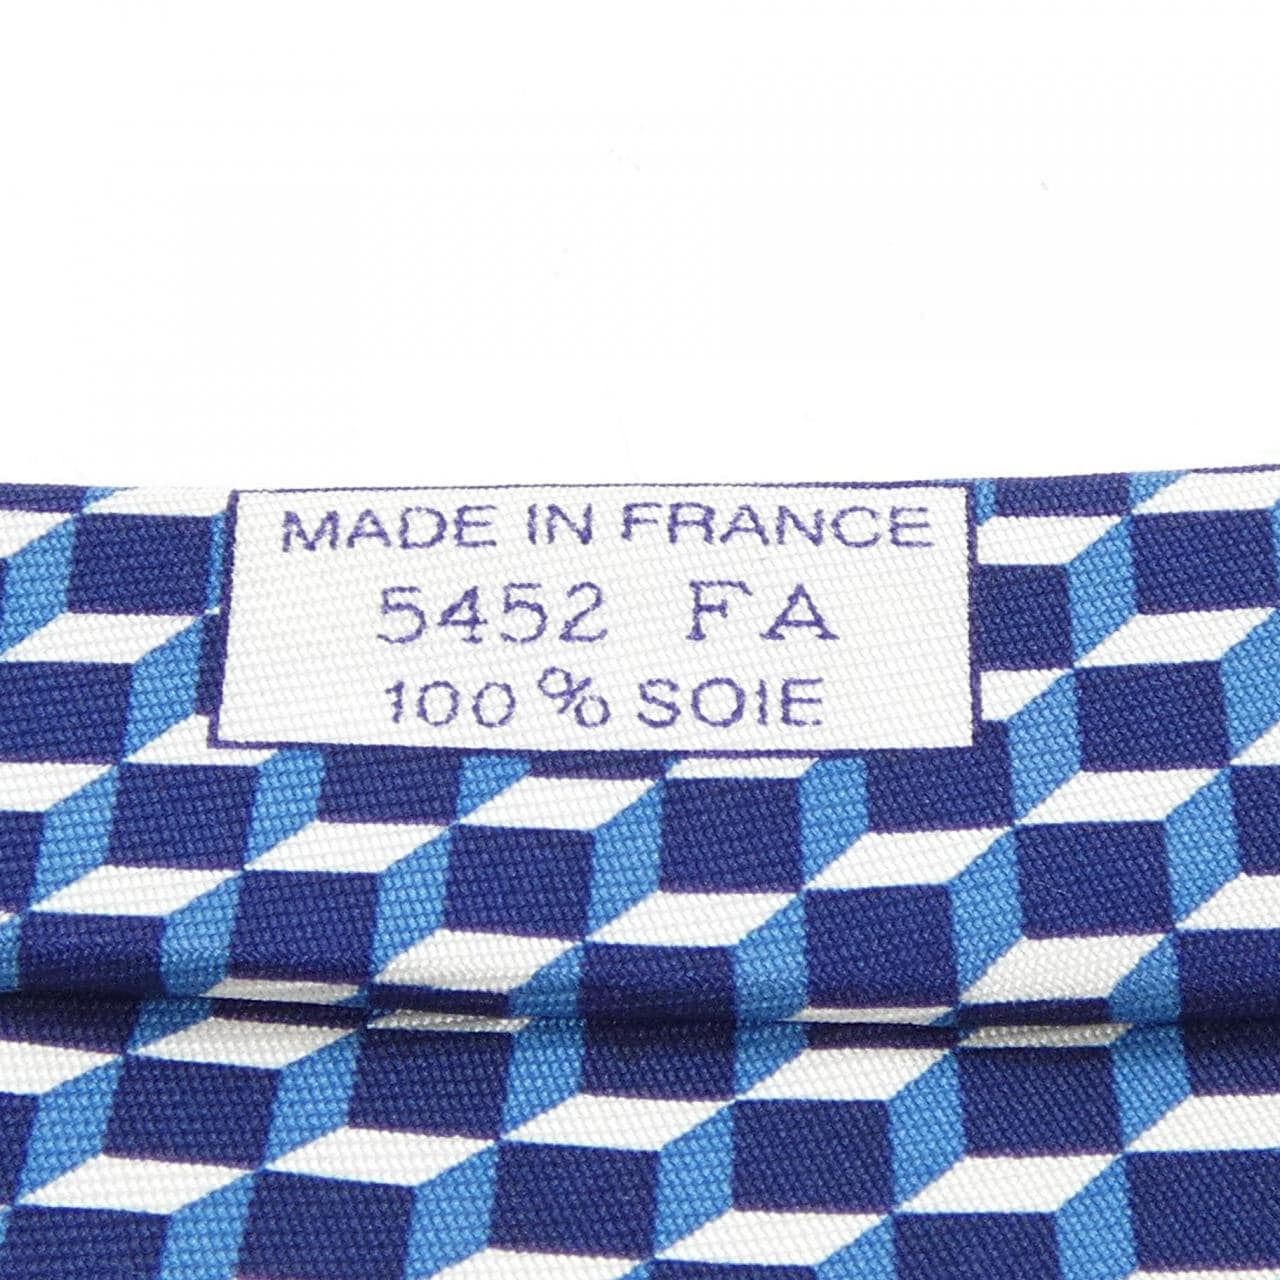 MADE IN FRANCE
5452 FA
100% SOIE